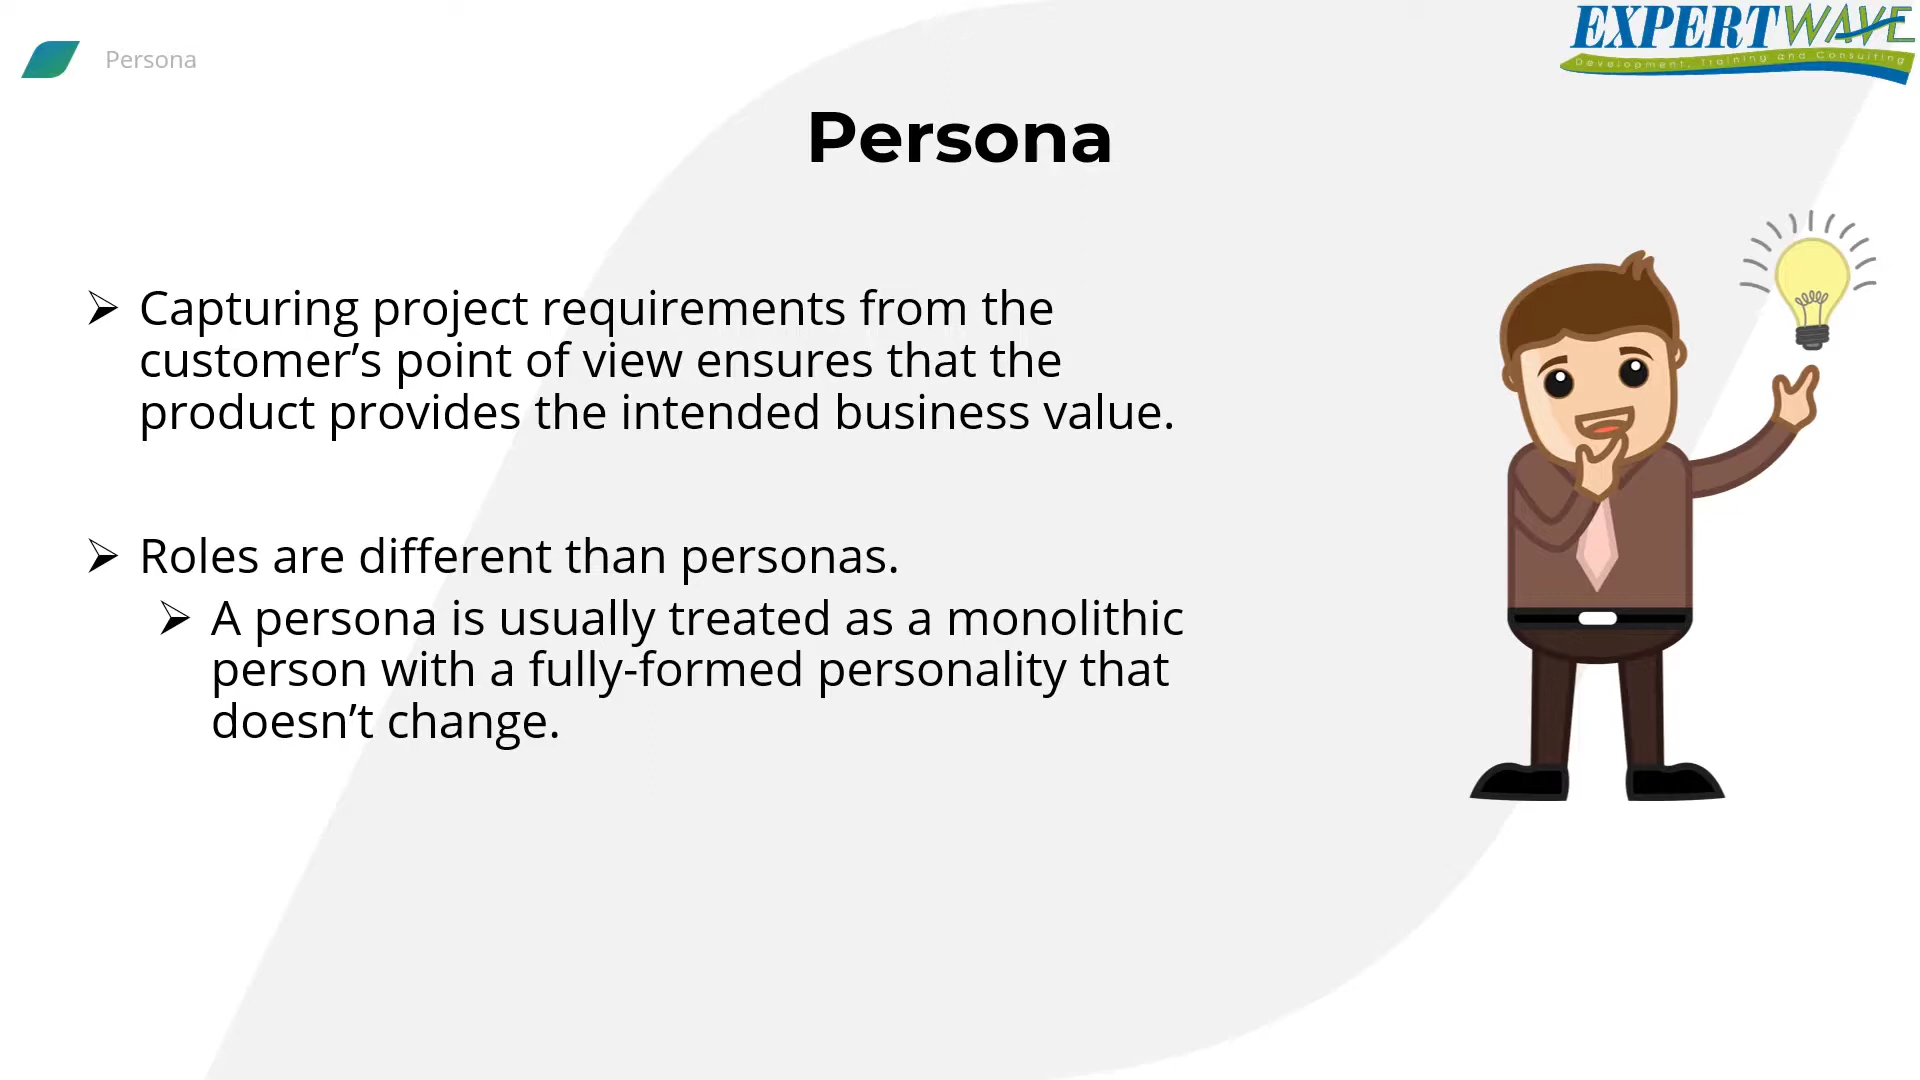 EXPERTWAVE
Development, Training and Consulting
Persona
Persona
Capturing project requirements from the
customer’s point of view ensures that the
product provides the intended business value.
Roles are different than personas.
A persona is usually treated as a monolithic
person with a fully-formed personality that
doesn’t change.